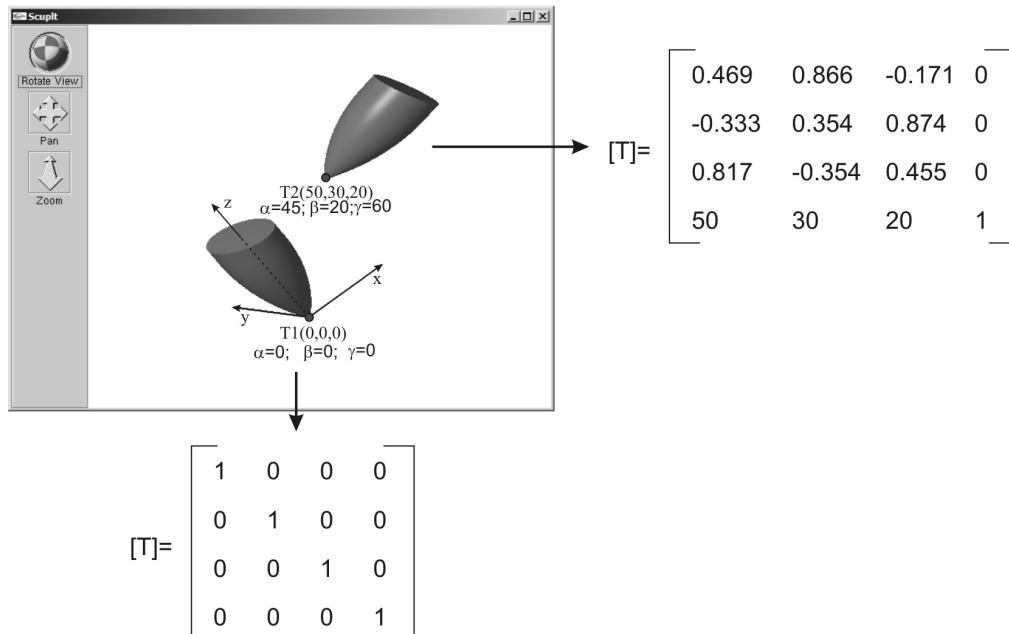 Scuplt
Rotate View
Pan
Zoom
T2(50,30,20)
α=45; β=20;γ=60
z
x
y
T1(0,0,0)
α=0; β=0; γ=0
[T]=
0.469 0.866 -0.171 0
-0.333 0.354 0.874 0
0.817 -0.354 0.455 0
50 30 20 1
[T]=
1 0 0 0
0 1 0 0
0 0 1 0
0 0 0 1